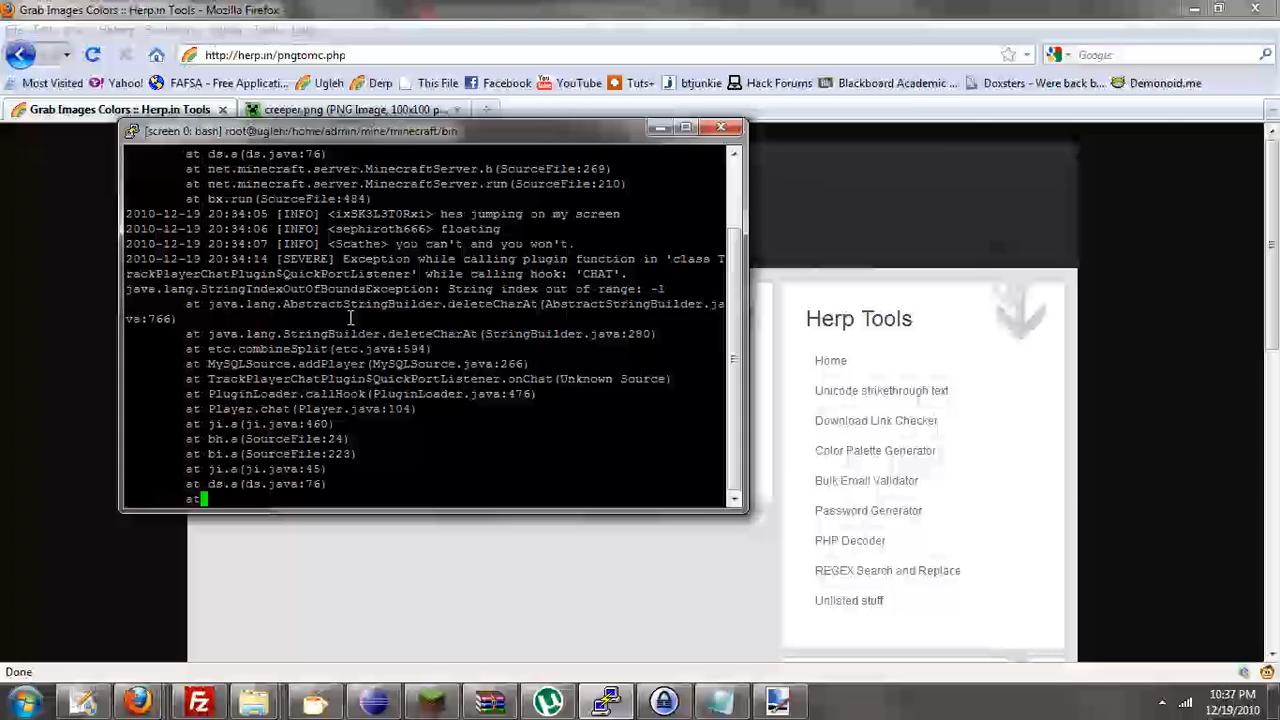 Grab Images Colors :: Herp.in Tools - Mozilla Firefox
http://herp.in/pngtomc.php
Google
Most Visited Yahoo! FAFSA - Free Applicati... Ugleh Derp This File Facebook YouTube Tuts+ btjunkie Hack Forums Blackboard Academic ... Doxsters — Were back b... Demonoid.me
Grab Images Colors :: Herp.in Tools creeper.png (PNG Image, 100x100 p...
[screen 0: bash] root@ugleh:/home/admin/mine/minecraft/bin
at ds.a(ds.java:76)
at net.minecraft.server.MinecraftServer.h(SourceFile:269)
at net.minecraft.server.MinecraftServer.run(SourceFile:210)
at bx.run(SourceFile:484)
2010-12-19 20:34:05 [INFO] <ixSK3L3T0Rxi> hes jumping on my screen
2010-12-19 20:34:06 [INFO] <sephiroth666> floating
2010-12-19 20:34:07 [INFO] <Scathe> you can't and you won't.
2010-12-19 20:34:14 [SEVERE] Exception while calling plugin function in 'class T
rackPlayerChatPlugin$QuickPortListener' while calling hook: 'CHAT'.
java.lang.StringIndexOutOfBoundsException: String index out of range: -1
at java.lang.AbstractStringBuilder.deleteCharAt(AbstractStringBuilder.ja
va:766)
at java.lang.StringBuilder.deleteCharAt(StringBuilder.java:280)
at etc.combineSplit(etc.java:594)
at MySQLSource.addPlayer(MySQLSource.java:266)
at TrackPlayerChatPlugin$QuickPortListener.onChat(Unknown Source)
at PluginLoader.callHook(PluginLoader.java:476)
at Player.chat(Player.java:104)
at ji.a(ji.java:460)
at bh.a(SourceFile:24)
at bi.a(SourceFile:223)
at ji.a(ji.java:45)
at ds.a(ds.java:76)
at
Herp Tools
Home
Unicode strikethrough text
Download Link Checker
Color Palette Generator
Bulk Email Validator
Password Generator
PHP Decoder
REGEX Search and Replace
Unlisted stuff
Done
10:37 PM
12/19/2010